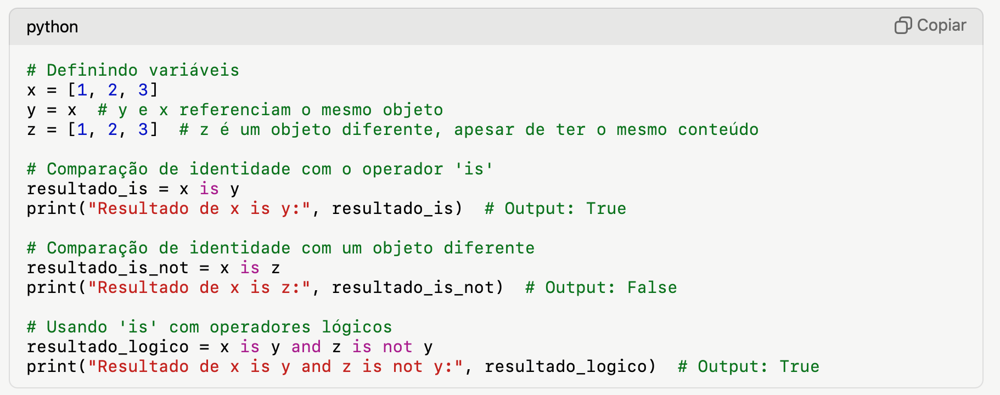 python
Copiar
# Definindo variáveis
x = [1, 2, 3]
y = x  # y e x referenciam o mesmo objeto
z = [1, 2, 3]  # z é um objeto diferente, apesar de ter o mesmo conteúdo
# Comparação de identidade com o operador 'is'
resultado_is = x is y
print("Resultado de x is y:", resultado_is)  # Output: True
# Comparação de identidade com um objeto diferente
resultado_is_not = x is z
print("Resultado de x is z:", resultado_is_not)  # Output: False
# Usando 'is' com operadores lógicos
resultado_logico = x is y and z is not y
print("Resultado de x is y and z is not y:", resultado_logico)  # Output: True